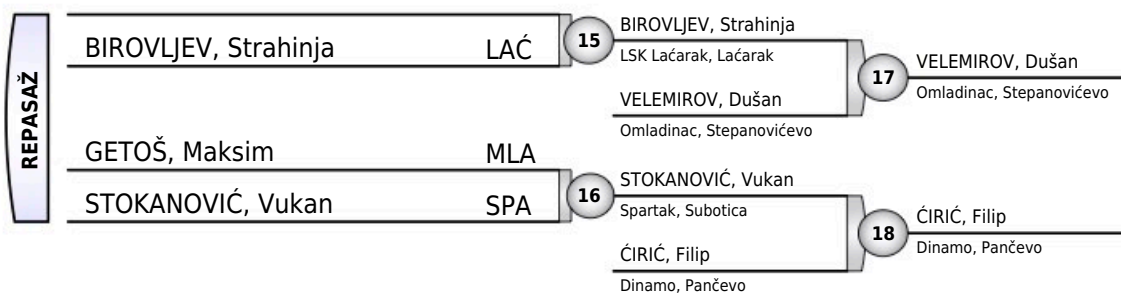 REPASAŽ
BIROVLJEV, Strahinja LAĆ
GETOŠ, Maksim MLA
STOKANOVIĆ, Vukan SPA
15
BIROVLJEV, Strahinja
LSK Laćarak, Laćarak
VELEMIROV, Dušan
Omladinac, Stepanovićevo
16
STOKANOVIĆ, Vukan
Spartak, Subotica
ĆIRIĆ, Filip
Dinamo, Pančevo
17
VELEMIROV, Dušan
Omladinac, Stepanovićevo
18
ĆIRIĆ, Filip
Dinamo, Pančevo